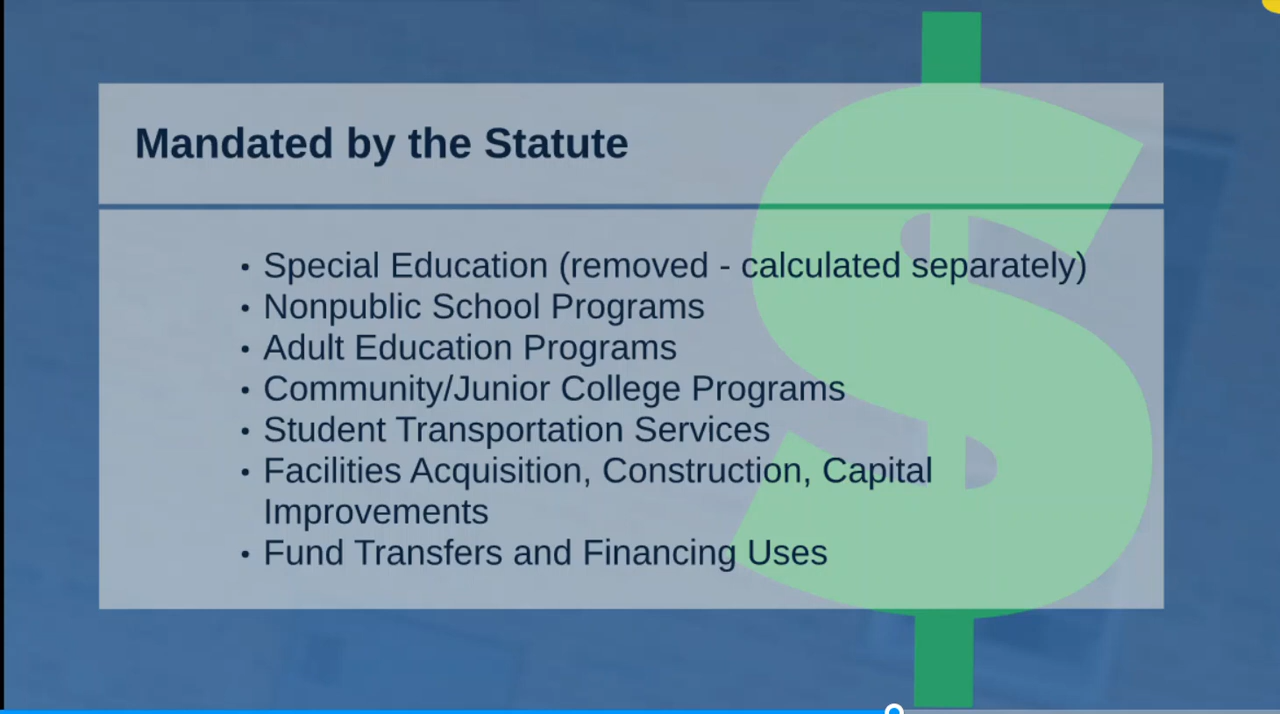 Mandated by the Statute
• Special Education (removed - calculated separately)
• Nonpublic School Programs
• Adult Education Programs
• Community/Junior College Programs
• Student Transportation Services
• Facilities Acquisition, Construction, Capital
Improvements
• Fund Transfers and Financing Uses